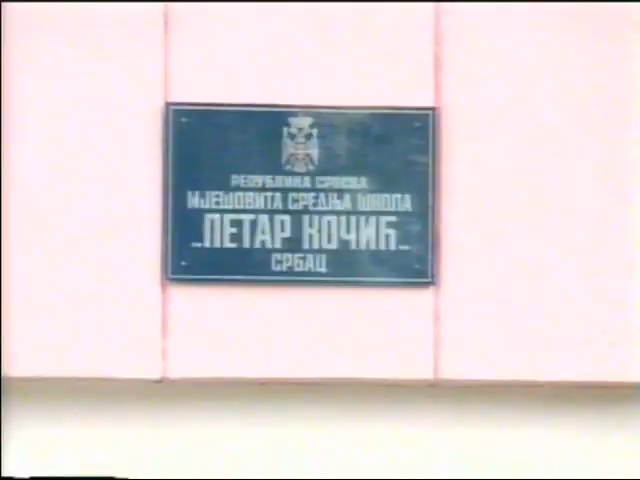 РЕПУБЛИКА СРПСКА
МЈЕШОВИТА СРЕДЊА ШКОЛА
„ПЕТАР КОЧИЋ“
СРБАЦ